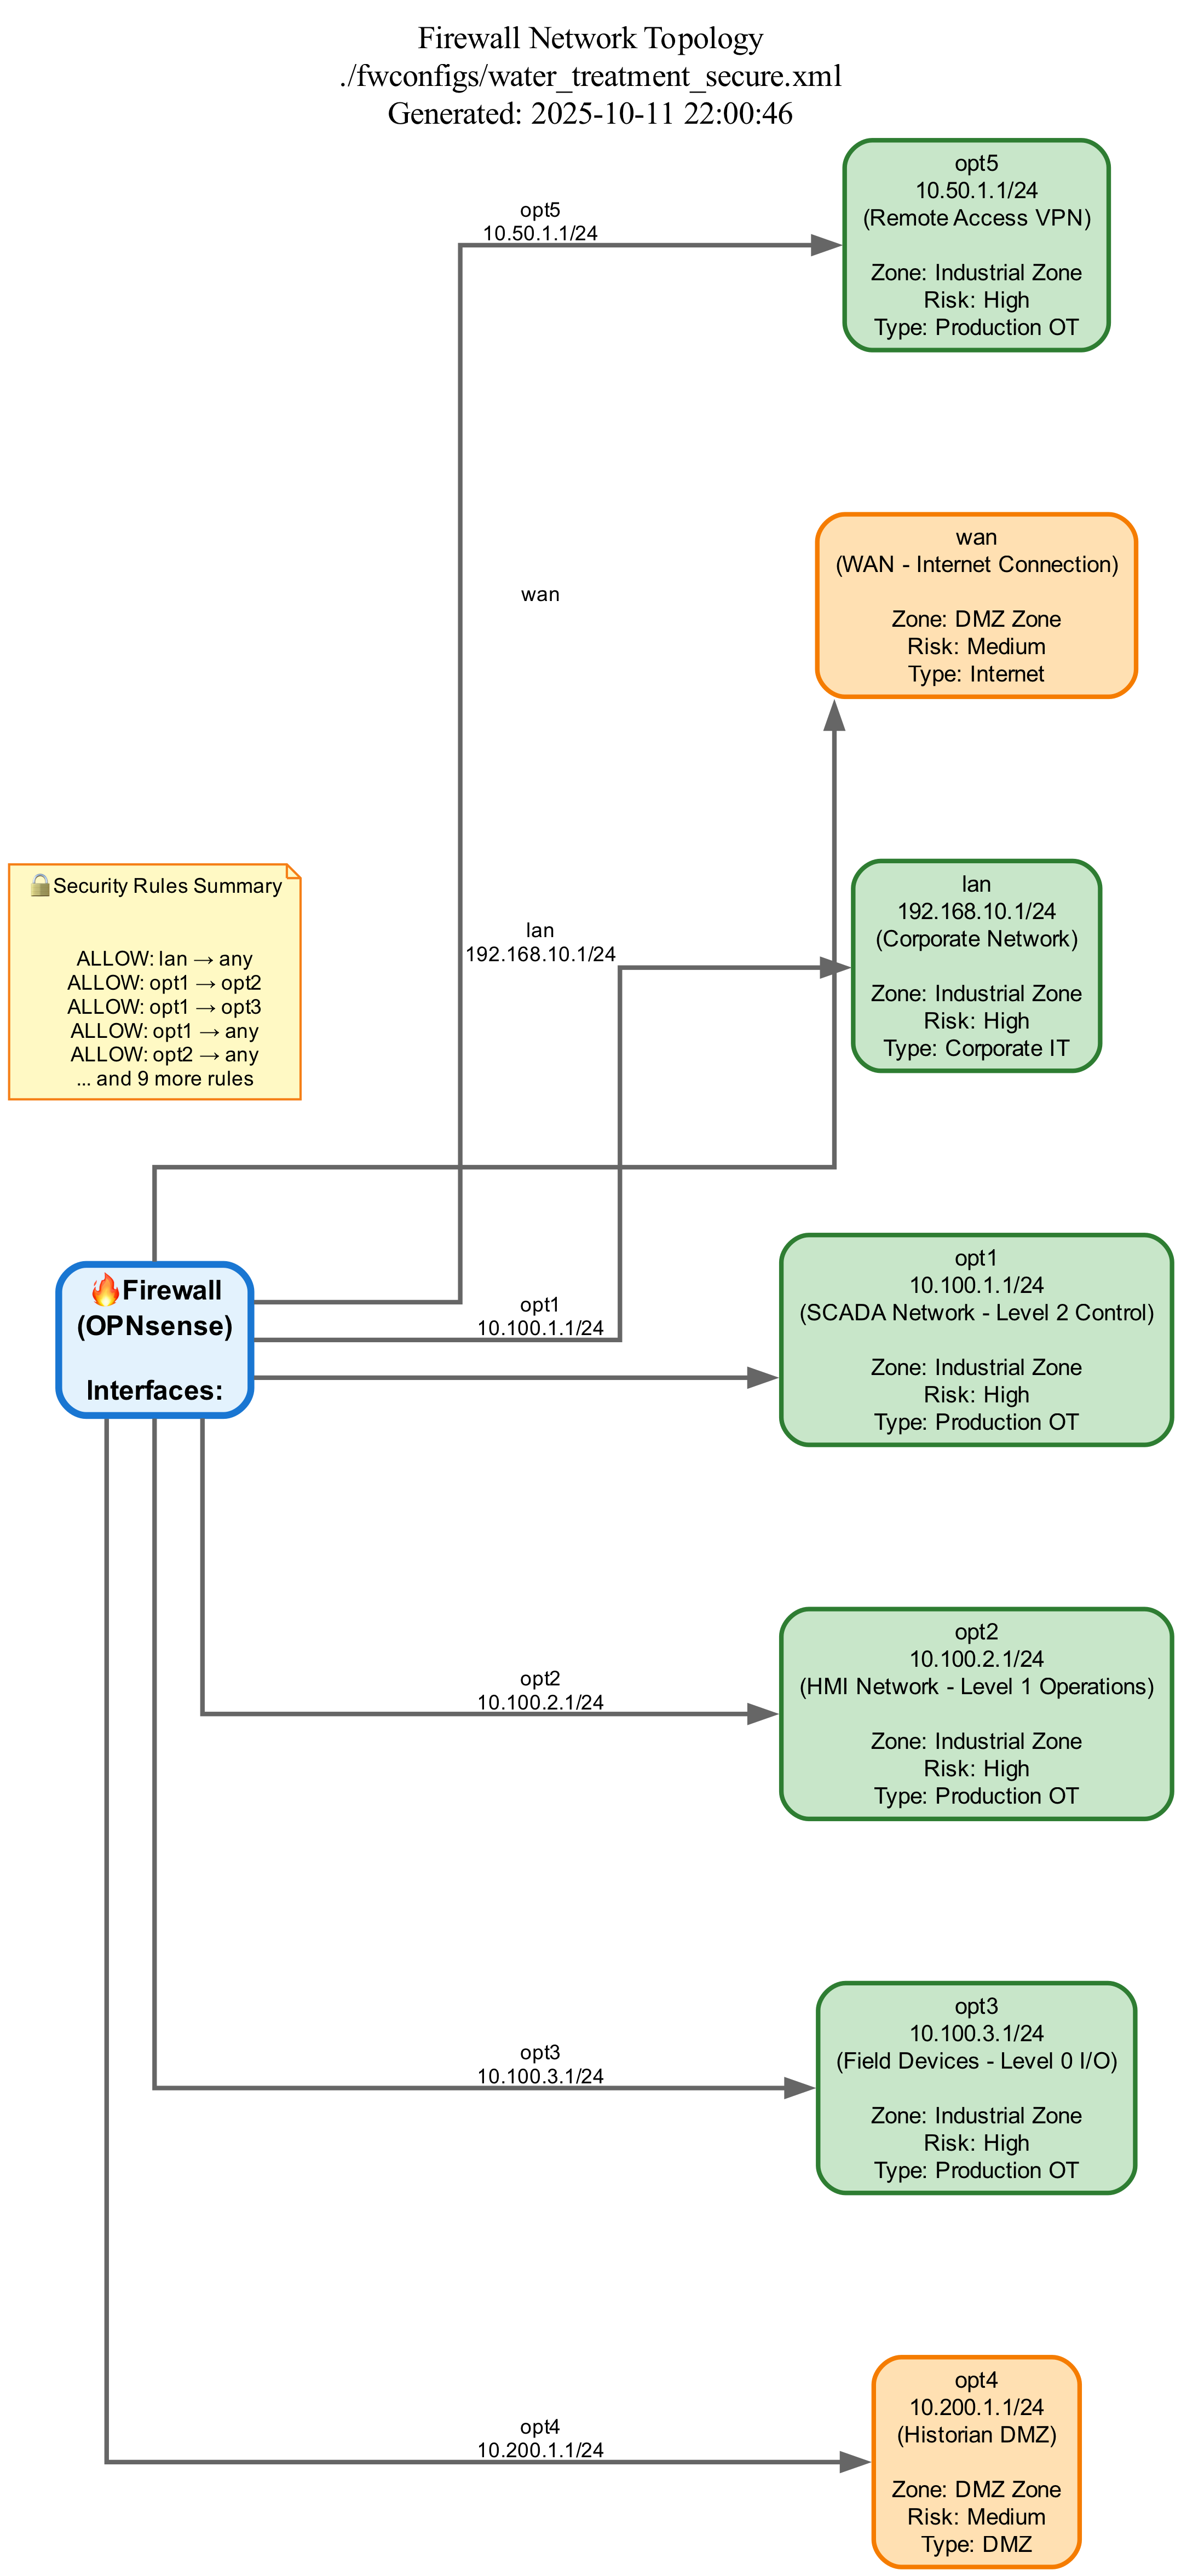 Firewall Network Topology
./fwconfigs/water_treatment_secure.xml
Generated: 2025-10-11 22:00:46
opt5
10.50.1.1/24
(Remote Access VPN)
Zone: Industrial Zone
Risk: High
Type: Production OT
opt5
10.50.1.1/24
wan
(WAN - Internet Connection)
Zone: DMZ Zone
Risk: Medium
Type: Internet
wan
Security Rules Summary
ALLOW: lan → any
ALLOW: opt1 → opt2
ALLOW: opt1 → opt3
ALLOW: opt1 → any
ALLOW: opt2 → any
... and 9 more rules
lan
192.168.10.1/24
lan
192.168.10.1/24
(Corporate Network)
Zone: Industrial Zone
Risk: High
Type: Corporate IT
Firewall
(OPNsense)
Interfaces:
opt1
10.100.1.1/24
opt1
10.100.1.1/24
(SCADA Network - Level 2 Control)
Zone: Industrial Zone
Risk: High
Type: Production OT
opt2
10.100.2.1/24
opt2
10.100.2.1/24
(HMI Network - Level 1 Operations)
Zone: Industrial Zone
Risk: High
Type: Production OT
opt3
10.100.3.1/24
opt3
10.100.3.1/24
(Field Devices - Level 0 I/O)
Zone: Industrial Zone
Risk: High
Type: Production OT
opt4
10.200.1.1/24
opt4
10.200.1.1/24
(Historian DMZ)
Zone: DMZ Zone
Risk: Medium
Type: DMZ